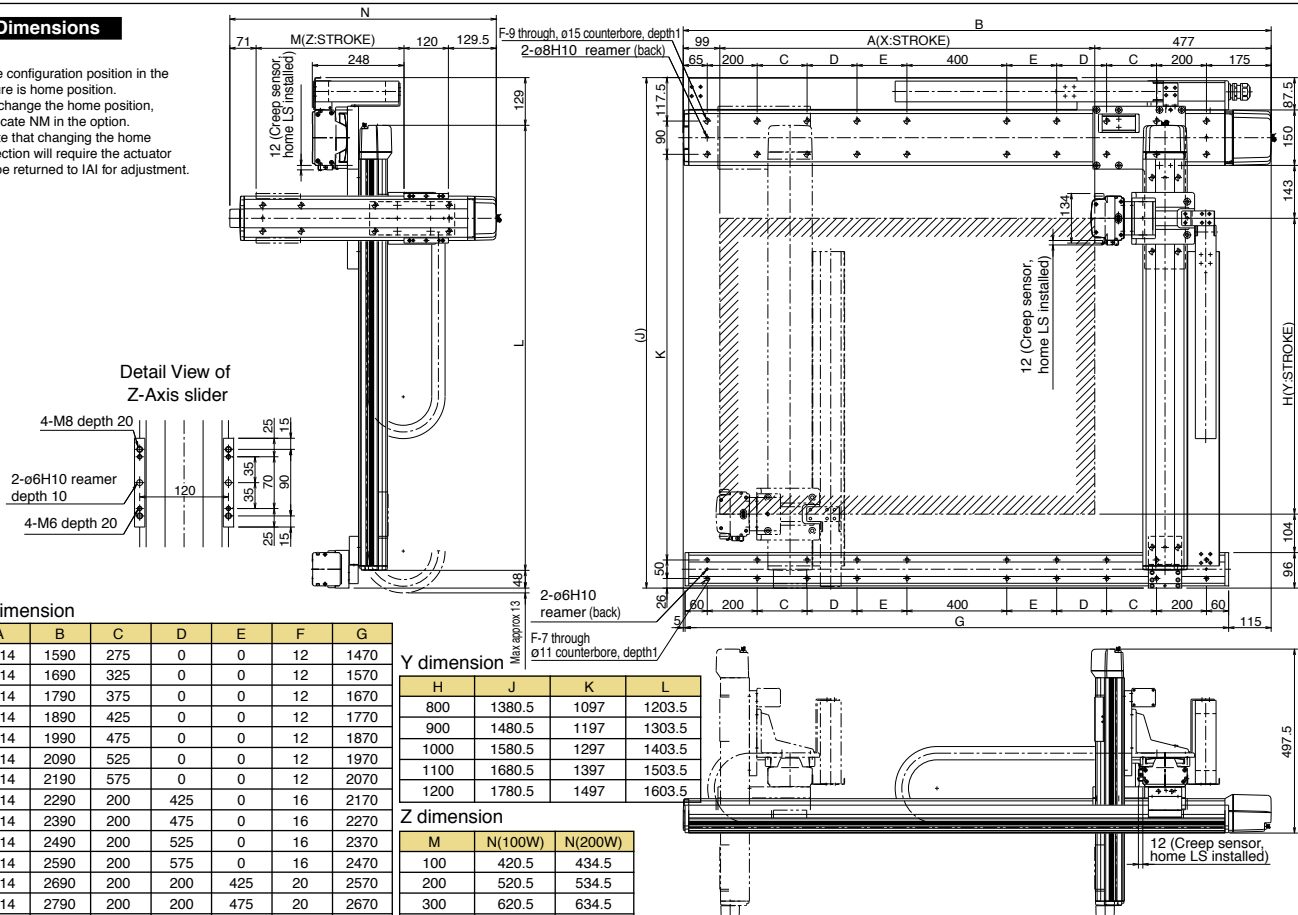 Dimensions
configuration position in the
is home position.
change the home position,
NM in the option.
that changing the home
will require the actuator
be returned to IAI for adjustment.
N
71
M(Z:STROKE)
120
129.5
248
129
12 (Creep sensor,
home LS installed)
L
48
Max approx 13
F-9 through, ø15 counterbore, depth1
2-ø8H10 reamer (back)
B
99
A(X:STROKE)
477
65
200
C
D
E
400
E
D
C
200
175
117.5
90
(J)
K
50
26
87.5
150
143
134
12 (Creep sensor,
home LS installed)
H(Y:STROKE)
104
96
2-ø6H10
reamer (back)
F-7 through
ø11 counterbore, depth1
60
200
C
D
E
400
E
D
C
200
60
5
G
115
Detail View of
Z-Axis slider
4-M8 depth 20
2-ø6H10 reamer
depth 10
4-M6 depth 20
120
25
15
35
35
70
90
25
15
dimension
B C D E F G
14 1590 275 0 0 12 1470
14 1690 325 0 0 12 1570
14 1790 375 0 0 12 1670
14 1890 425 0 0 12 1770
14 1990 475 0 0 12 1870
14 2090 525 0 0 12 1970
14 2190 575 0 0 12 2070
14 2290 200 425 0 16 2170
14 2390 200 475 0 16 2270
14 2490 200 525 0 16 2370
14 2590 200 575 0 16 2470
14 2690 200 200 425 20 2570
14 2790 200 200 475 20 2670
Y dimension
H J K L
800 1380.5 1097 1203.5
900 1480.5 1197 1303.5
1000 1580.5 1297 1403.5
1100 1680.5 1397 1503.5
1200 1780.5 1497 1603.5
Z dimension
M N(100W) N(200W)
100 420.5 434.5
200 520.5 534.5
300 620.5 634.5
497.5
12 (Creep sensor,
home LS installed)